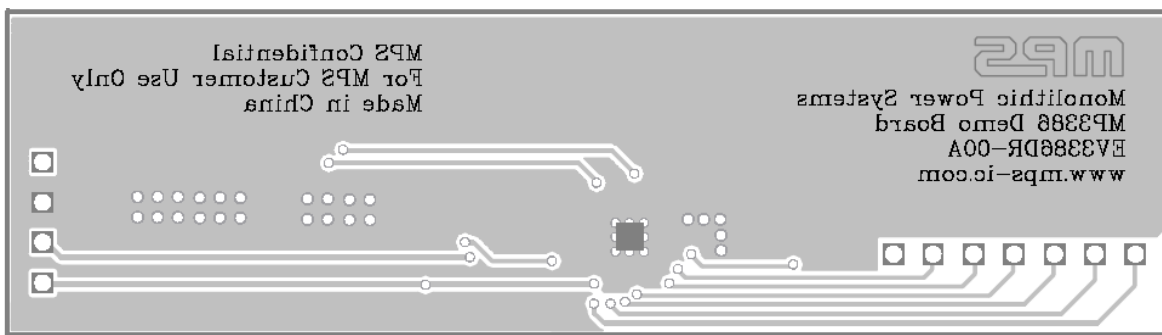 MPS Confidential
For MPS Customer Use Only
Made in China
mps
Monolithic Power Systems
MP3386 Demo Board
EV3386DR-00A
www.mps-ic.com